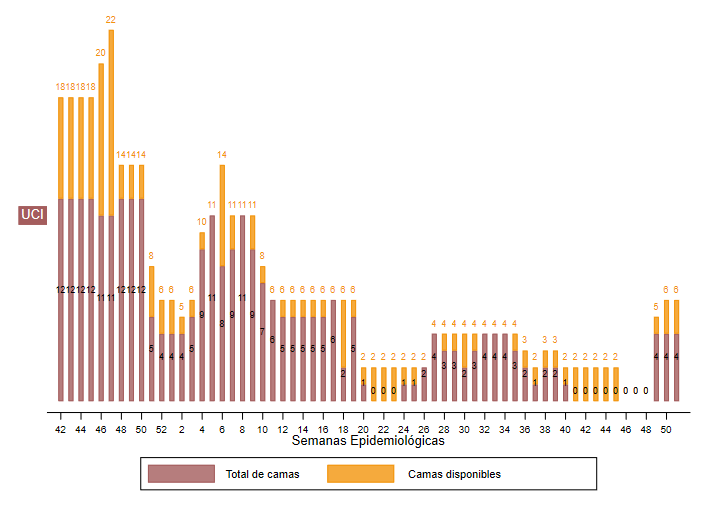 22
20
18 18 18 18
14 14 14 14
11 11 11 11
UCI
10
8 8
12 12 12 12 11 11 12 12 12 11 11
6 6 6 6 6 6 6 6 6 6 6 6 6 6
5 5
9 9 9
4 4 4 4 4 4 4 4 4
7
3 3 3
5 4 4 4 5 8 6 5 5 5 5 5 6 2 5
2 2 2 2 2 2 2 2 2 2 2 2 2 2
1 0 0 0 1 1 2 4 3 3 2 3 4 4 4 3 2 1 2 2 1 0 0 0 0 0 0 0 0 4 4 4
42 44 46 48 50 52 2 4 6 8 10 12 14 16 18 20 22 24 26 28 30 32 34 36 38 40 42 44 46 48 50
Semanas Epidemiológicas
Total de camas Camas disponibles